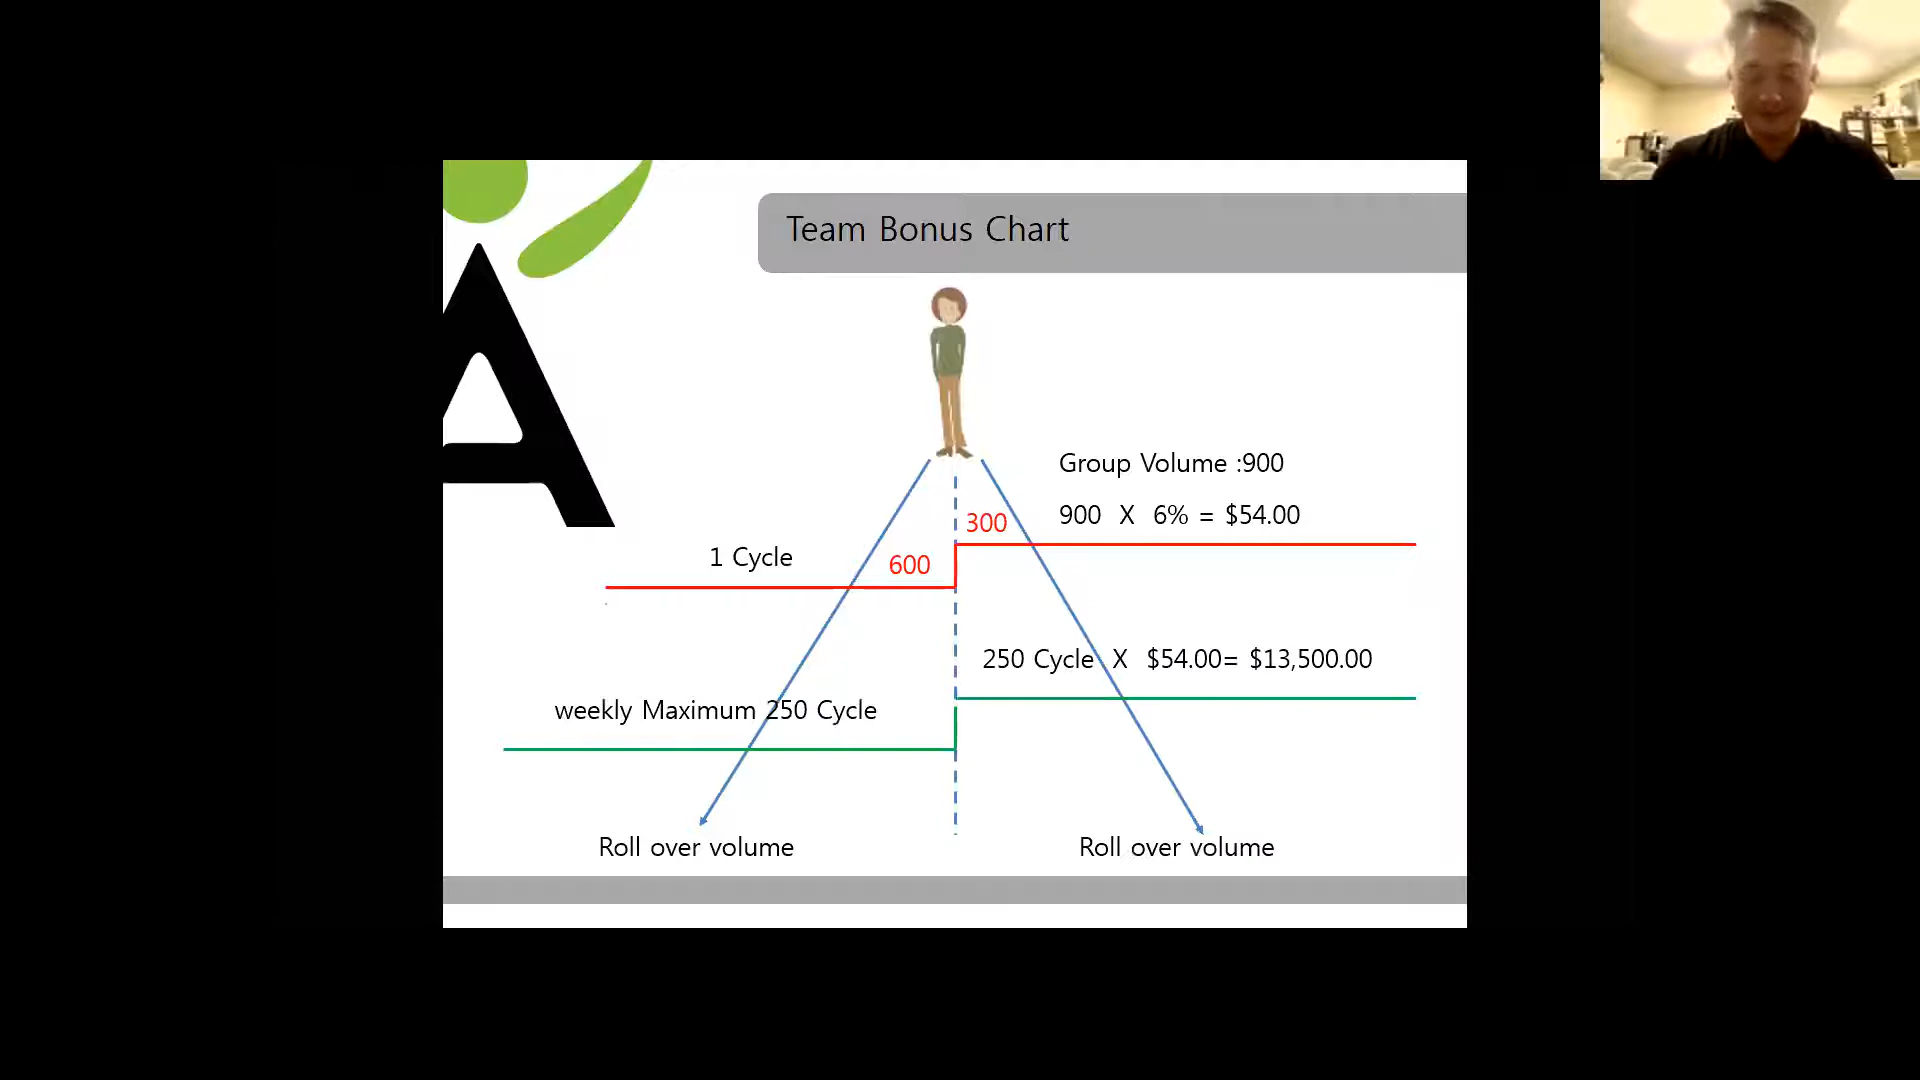 Team Bonus Chart
Group Volume :900
900 X 6% = $54.00
300
1 Cycle
600
250 Cycle X $54.00= $13,500.00
weekly Maximum 250 Cycle
Roll over volume
Roll over volume